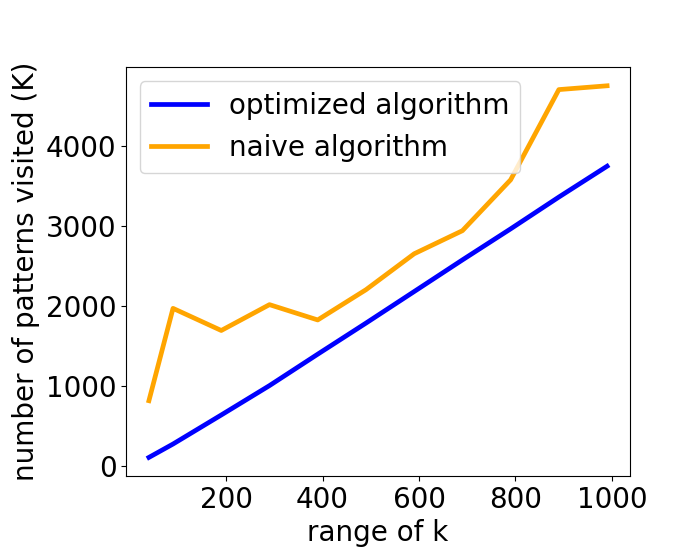 optimized algorithm
naive algorithm
number of patterns visited (K)
4000
3000
2000
1000
0
200 400 600 800 1000
range of k